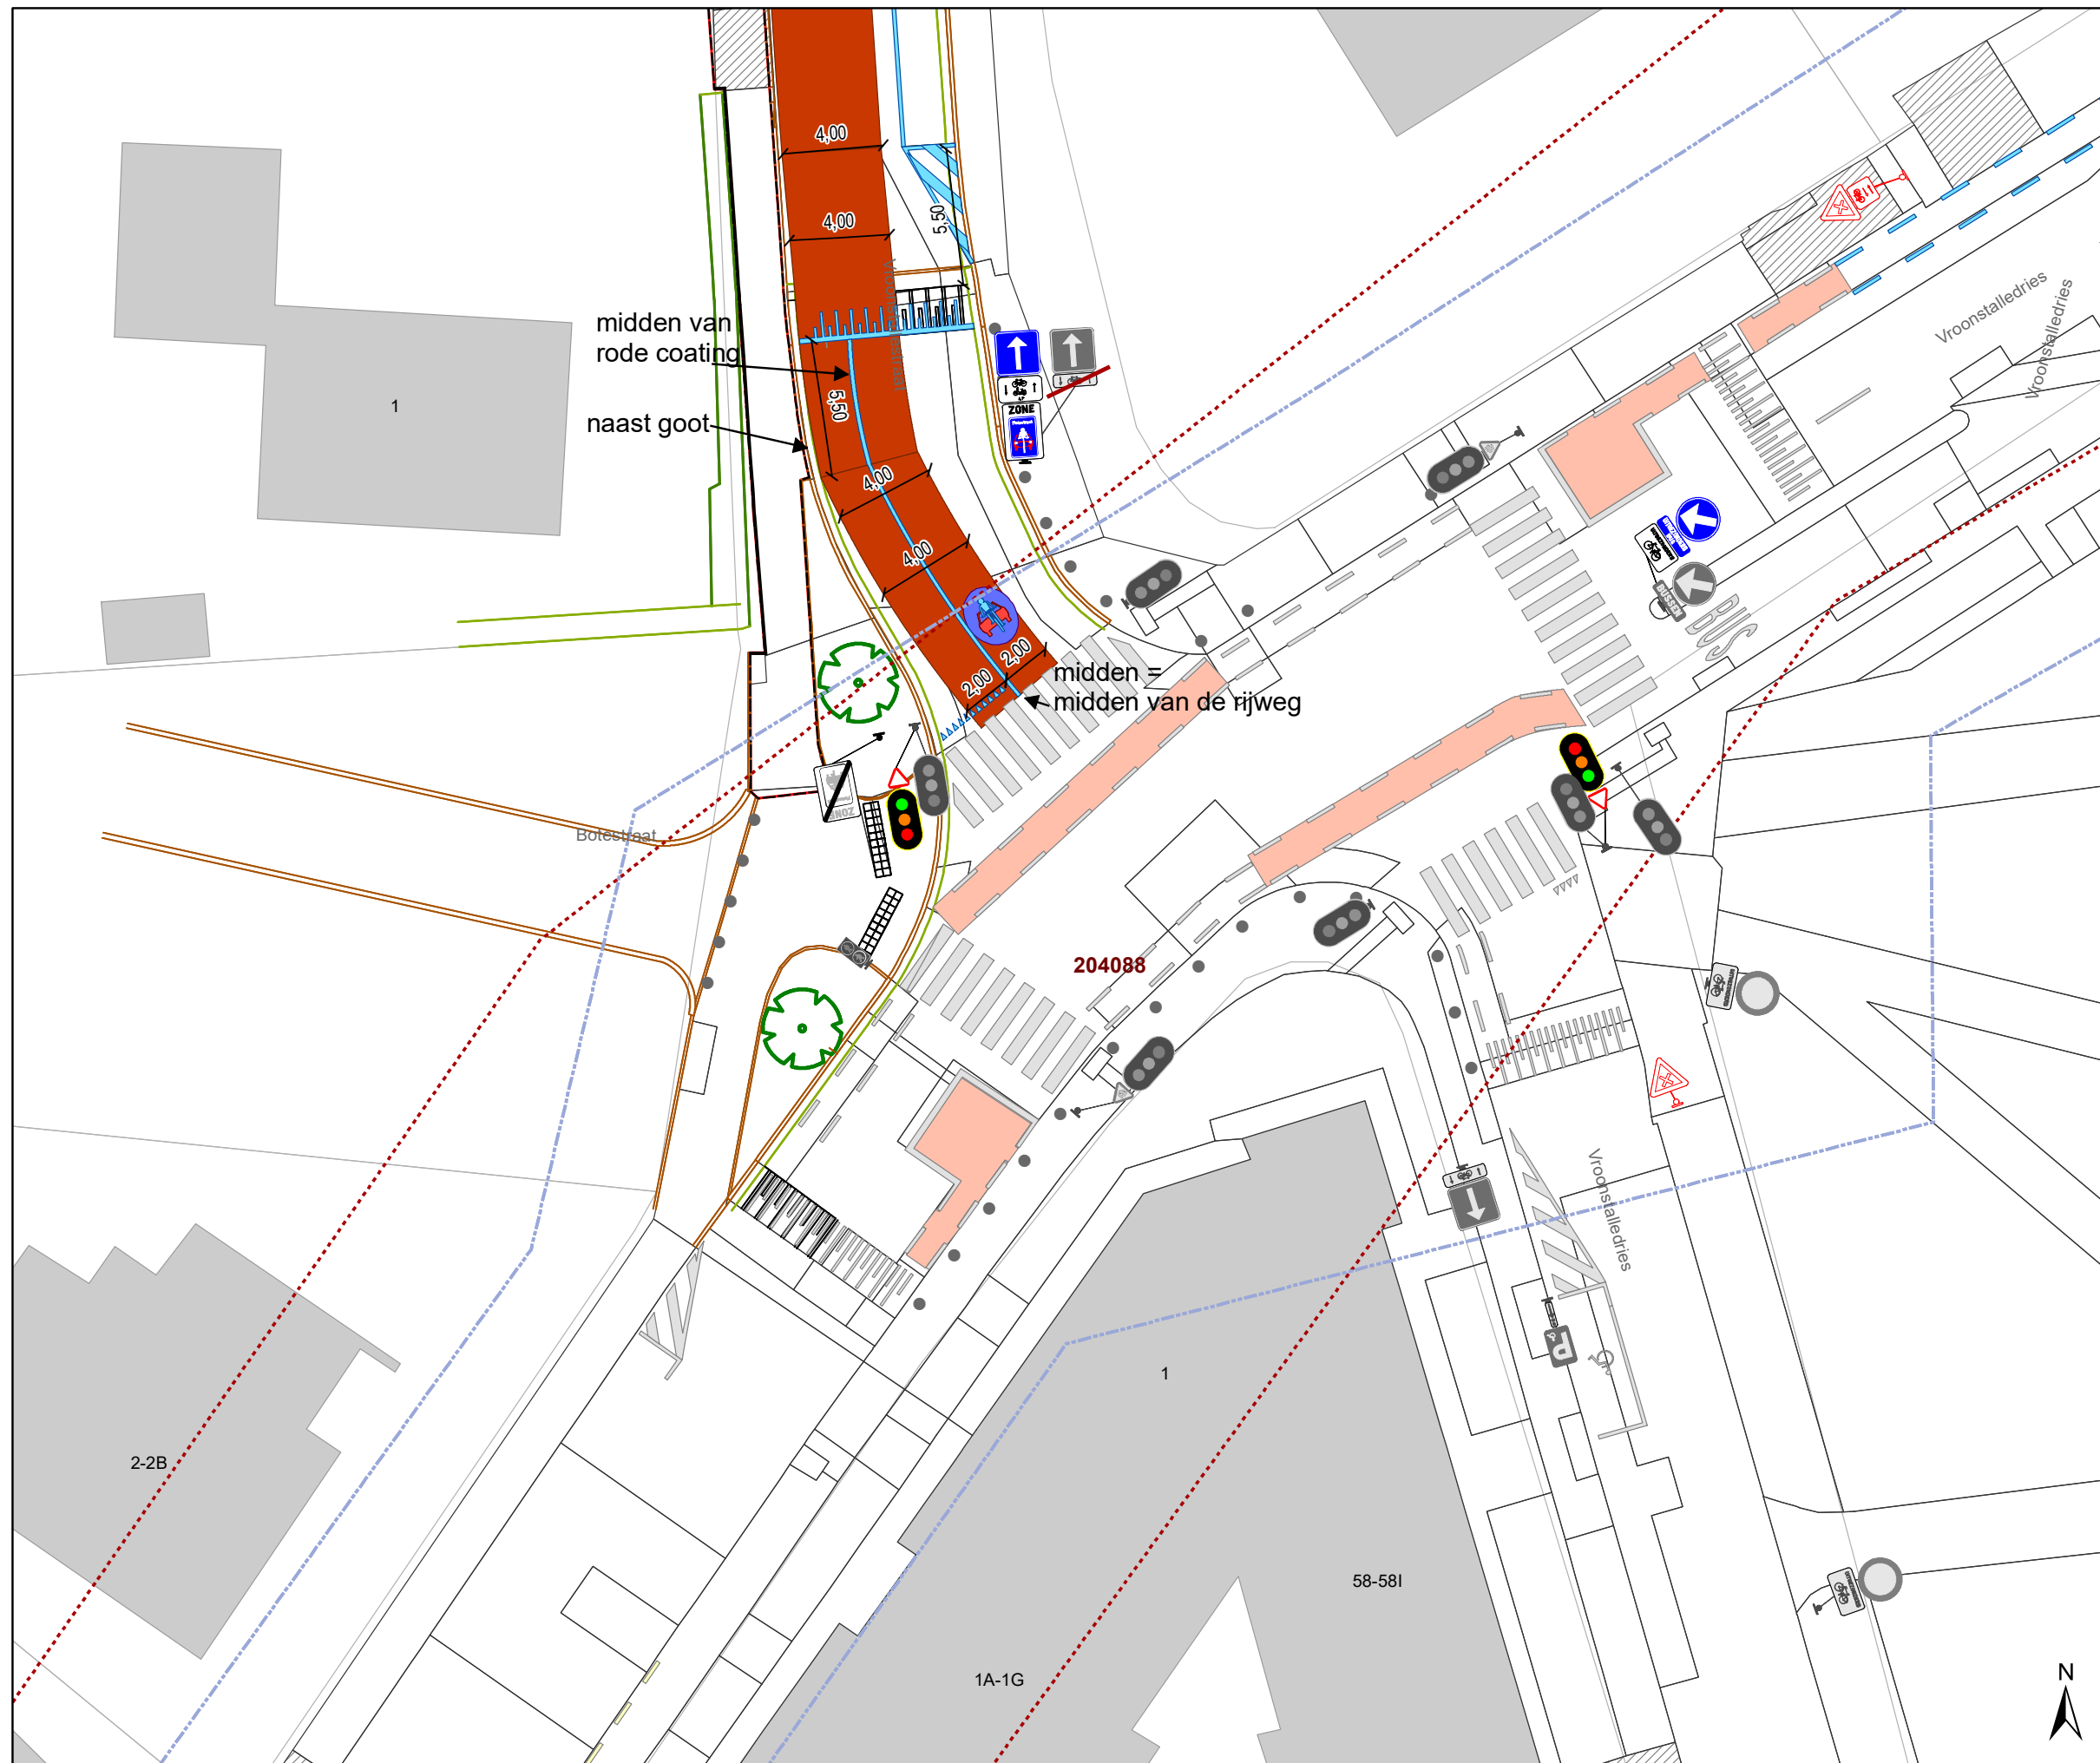 4,00
4,00
5,50
midden van
rode coating
naast goot
5,50
ZONE
1
4,00
4,00
2,00
2,00
midden =
midden van de rijweg
Vroonstalledries
Vroonstalledries
BUSSEN
BUS
ZONE
Botestraat
204088
Vroonstalledries
P
1
2-2B
58-58I
1A-1G
N